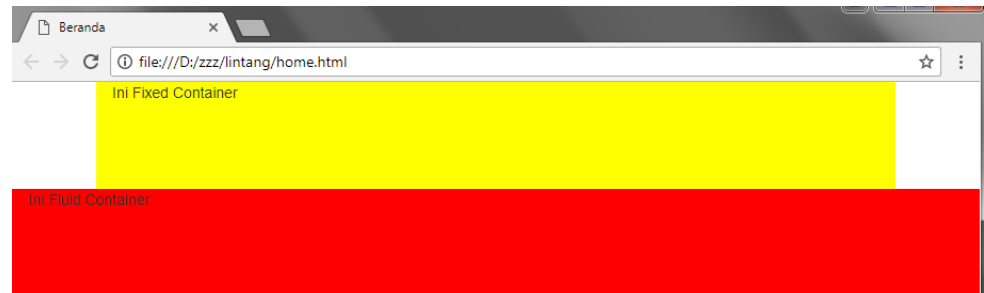 Beranda
file:///D:/zzz/lintang/home.html
Ini Fixed Container
Ini Fluid Container